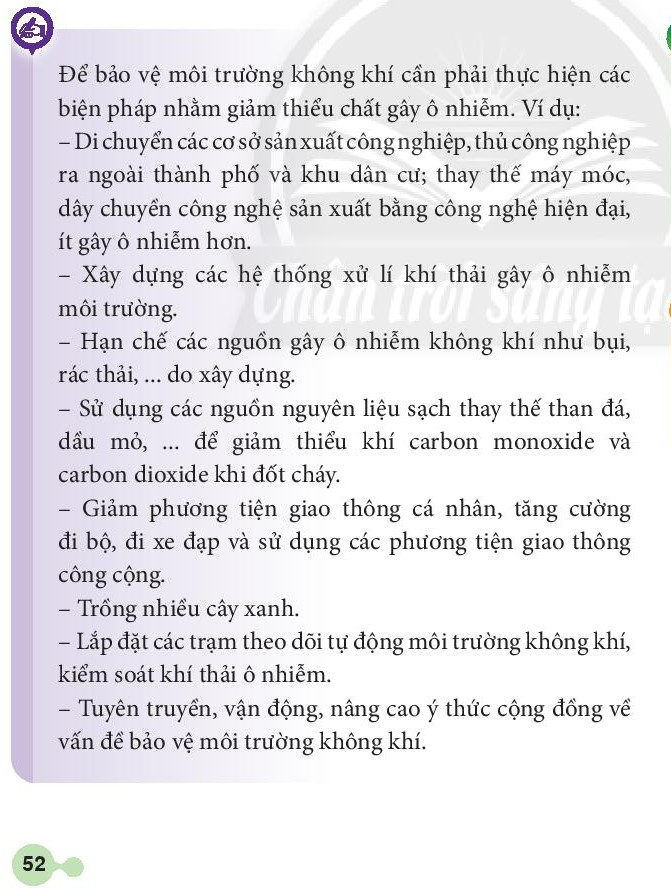 Để bảo vệ môi trường không khí cần phải thực hiện các
biện pháp nhằm giảm thiểu chất gây ô nhiễm. Ví dụ:
– Di chuyển các cơ sở sản xuất công nghiệp, thủ công nghiệp
ra ngoài thành phố và khu dân cư; thay thế máy móc,
dây chuyền công nghệ sản xuất bằng công nghệ hiện đại,
ít gây ô nhiễm hơn.
– Xây dựng các hệ thống xử lí khí thải gây ô nhiễm
môi trường.
– Hạn chế các nguồn gây ô nhiễm không khí như bụi,
rác thải, ... do xây dựng.
– Sử dụng các nguồn nguyên liệu sạch thay thế than đá,
dầu mỏ, ... để giảm thiểu khí carbon monoxide và
carbon dioxide khi đốt cháy.
– Giảm phương tiện giao thông cá nhân, tăng cường
đi bộ, đi xe đạp và sử dụng các phương tiện giao thông
công cộng.
– Trồng nhiều cây xanh.
– Lắp đặt các trạm theo dõi tự động môi trường không khí,
kiểm soát khí thải ô nhiễm.
– Tuyên truyền, vận động, nâng cao ý thức cộng đồng về
vấn đề bảo vệ môi trường không khí.
Chân trời sáng tạ
52